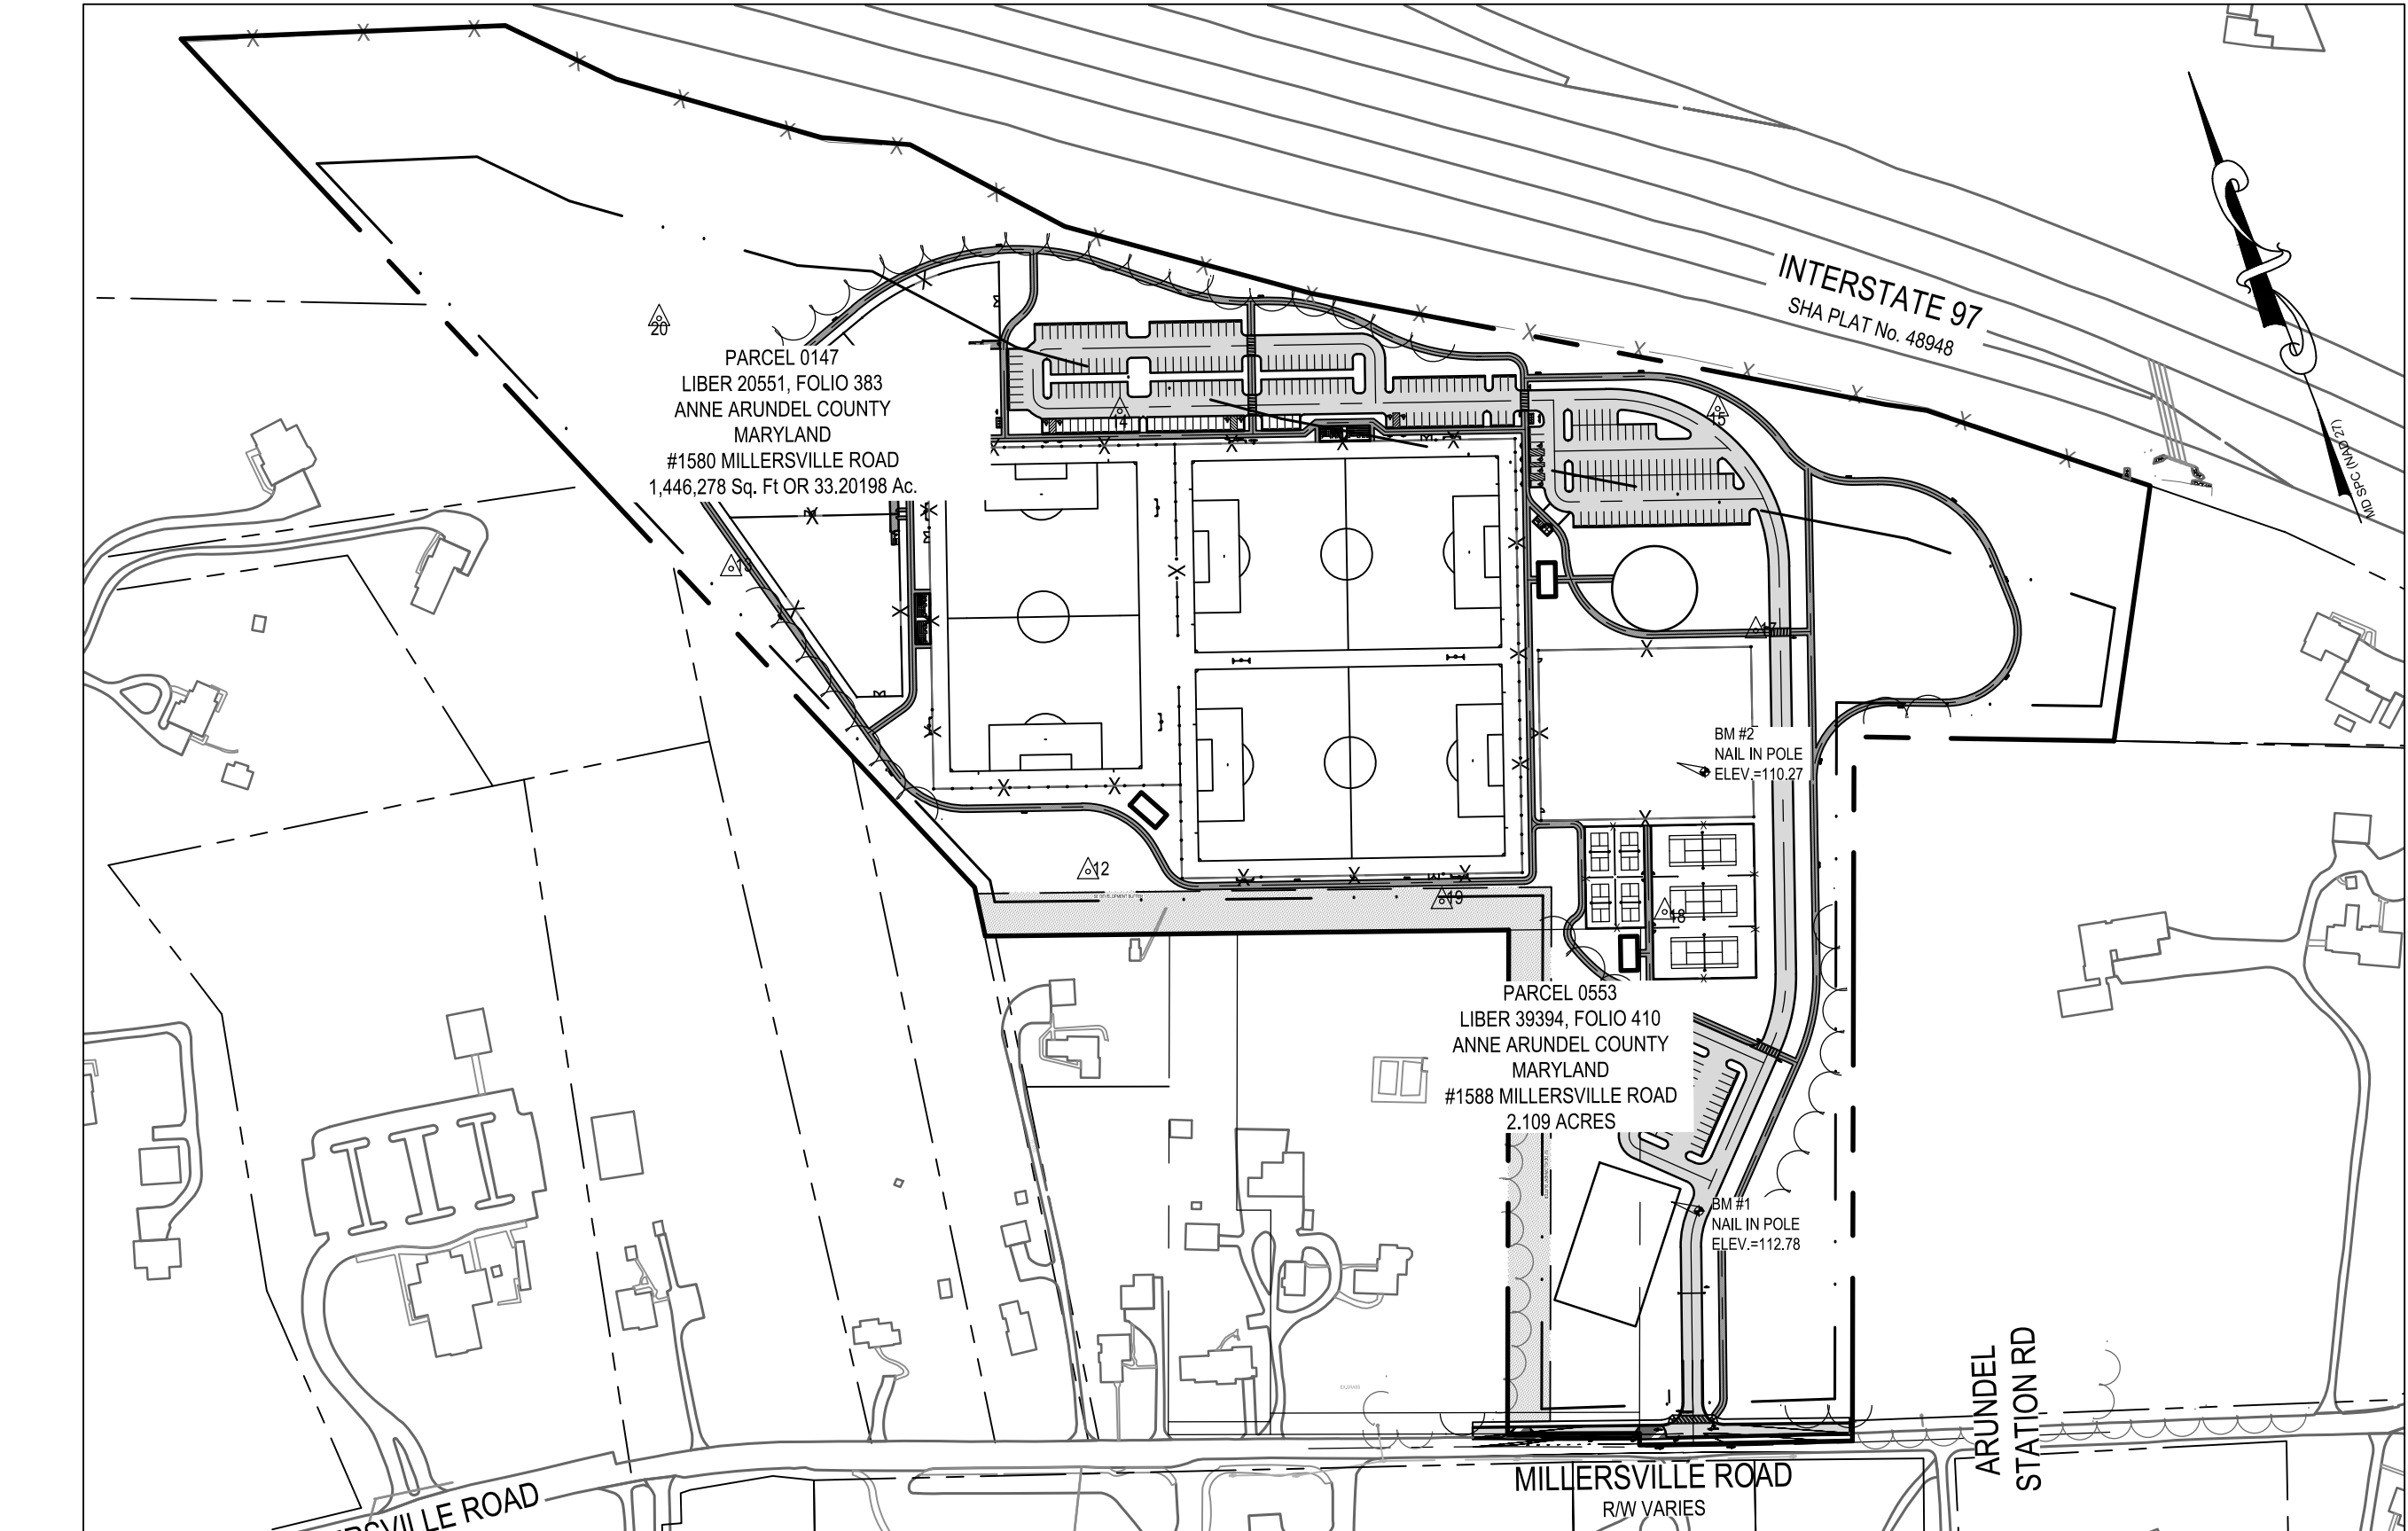 INTERSTATE 97
SHA PLAT No. 48948
MD SPC (NAD 27)
20
PARCEL 0147
LIBER 20551, FOLIO 383
ANNE ARUNDEL COUNTY
MARYLAND
#1580 MILLERSVILLE ROAD
1,446,278 Sq. Ft OR 33.20198 Ac.
14
15
13
17
BM #2
NAIL IN POLE
ELEV.=110.27
12
19
18
PARCEL 0553
LIBER 39394, FOLIO 410
ANNE ARUNDEL COUNTY
MARYLAND
#1588 MILLERSVILLE ROAD
2.109 ACRES
BM #1
NAIL IN POLE
ELEV.=112.78
ARUNDEL
STATION RD
MILLERSVILLE ROAD
R/W VARIES
ERSVILLE ROAD